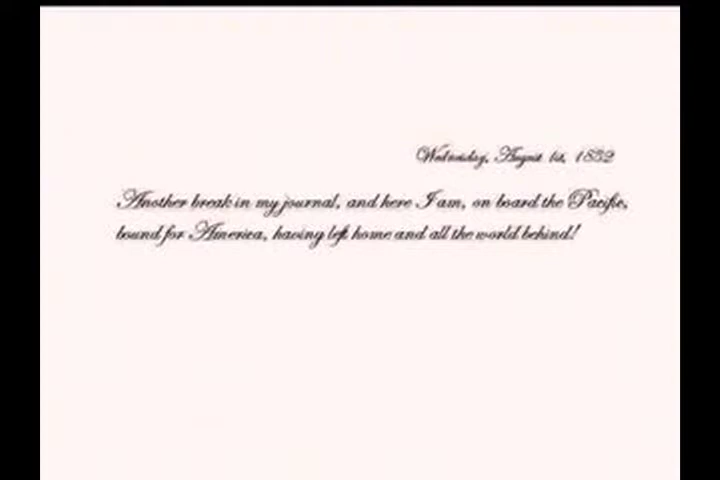 Wednesday, August 1st, 1832
Another break in my journal, and here I am, on board the Pacific,
bound for America, having left home and all the world behind!